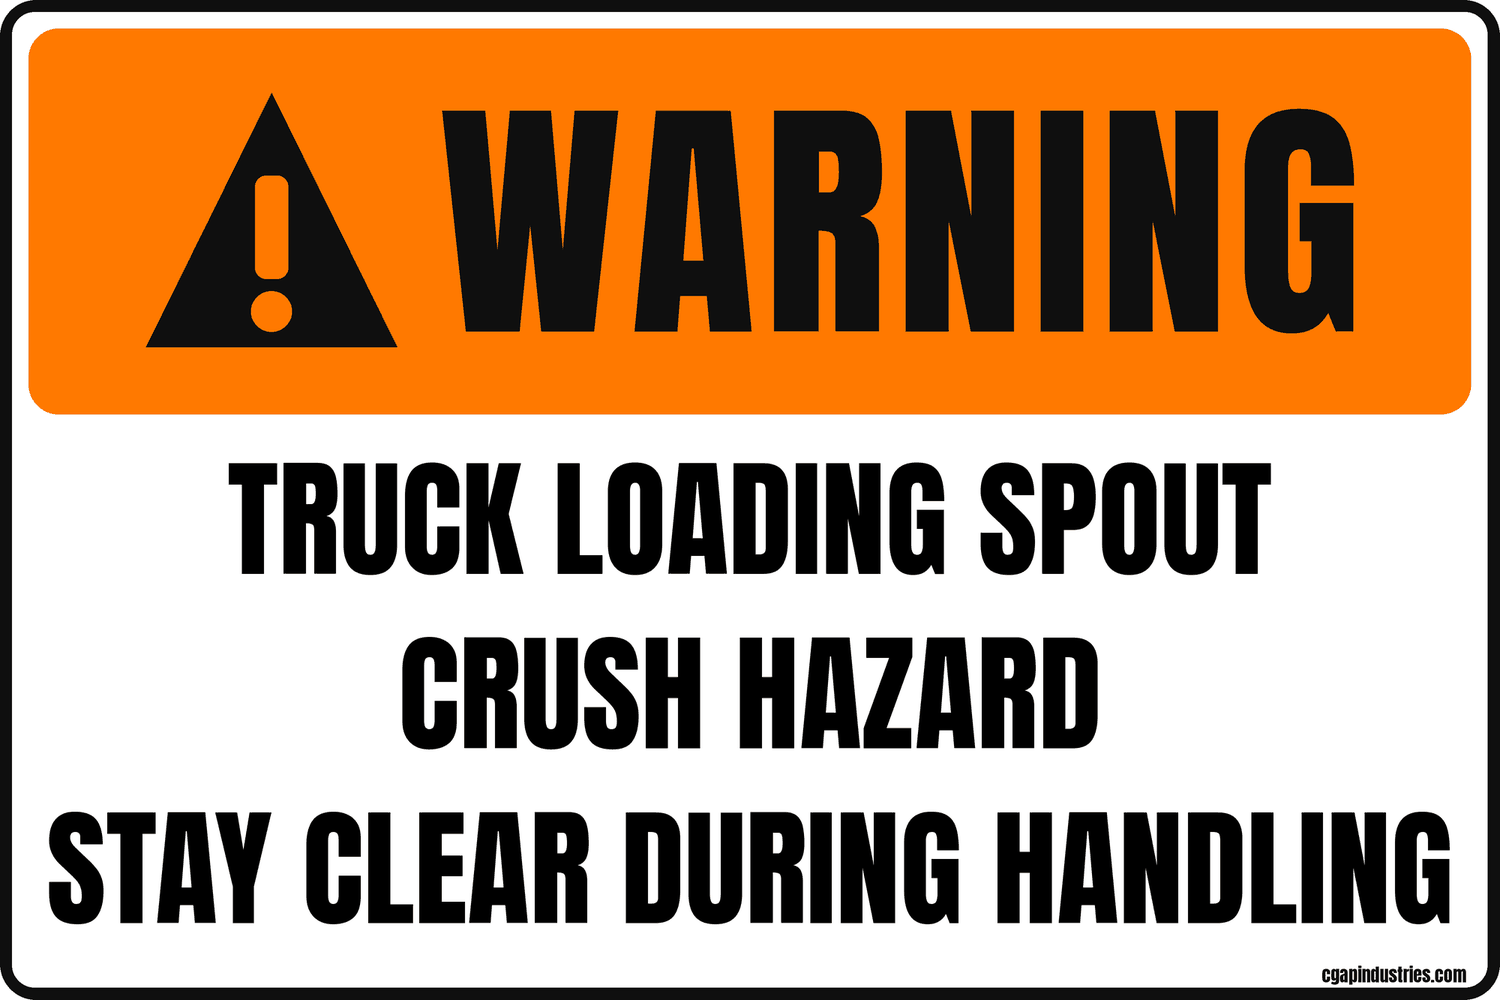 WARNING
TRUCK LOADING SPOUT
CRUSH HAZARD
STAY CLEAR DURING HANDLING
cgapindustries.com